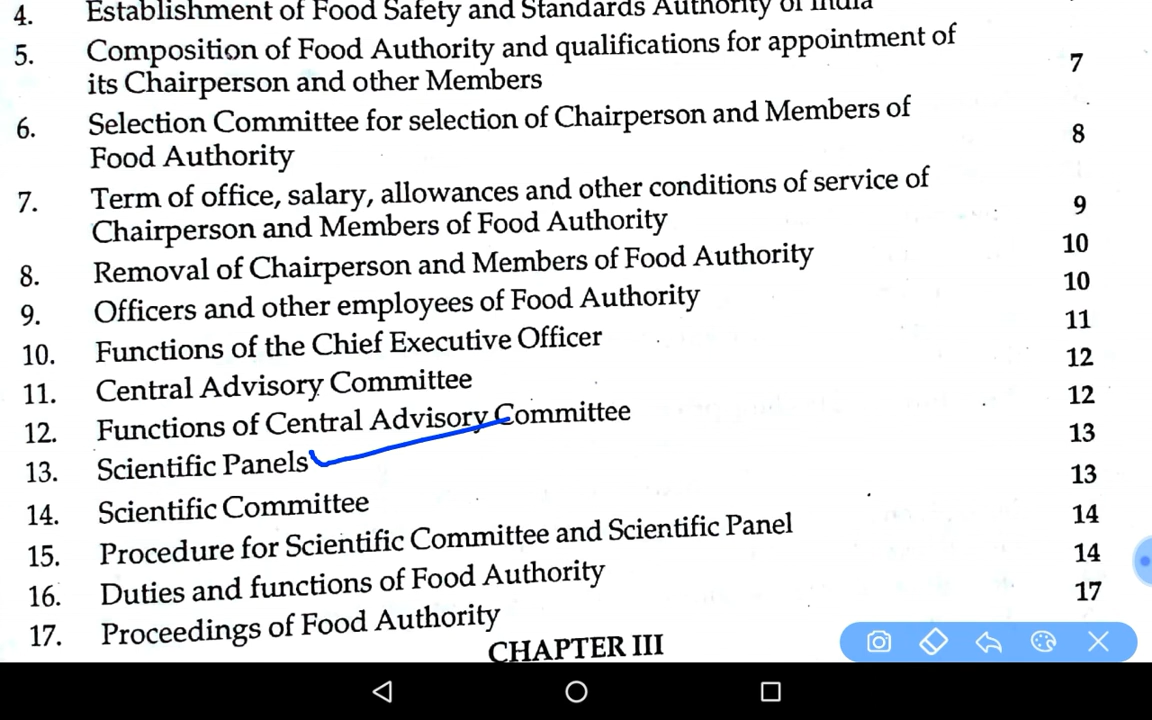 4. Establishment of Food Safety and Standards Authority of India
5. Composition of Food Authority and qualifications for appointment of
its Chairperson and other Members 7
6. Selection Committee for selection of Chairperson and Members of
Food Authority 8
7. Term of office, salary, allowances and other conditions of service of
Chairperson and Members of Food Authority 9
8. Removal of Chairperson and Members of Food Authority 10
9. Officers and other employees of Food Authority 10
10. Functions of the Chief Executive Officer 11
11. Central Advisory Committee 12
12. Functions of Central Advisory Committee 12
13. Scientific Panels 13
14. Scientific Committee 13
15. Procedure for Scientific Committee and Scientific Panel 14
16. Duties and functions of Food Authority 14
17. Proceedings of Food Authority 17
CHAPTER III